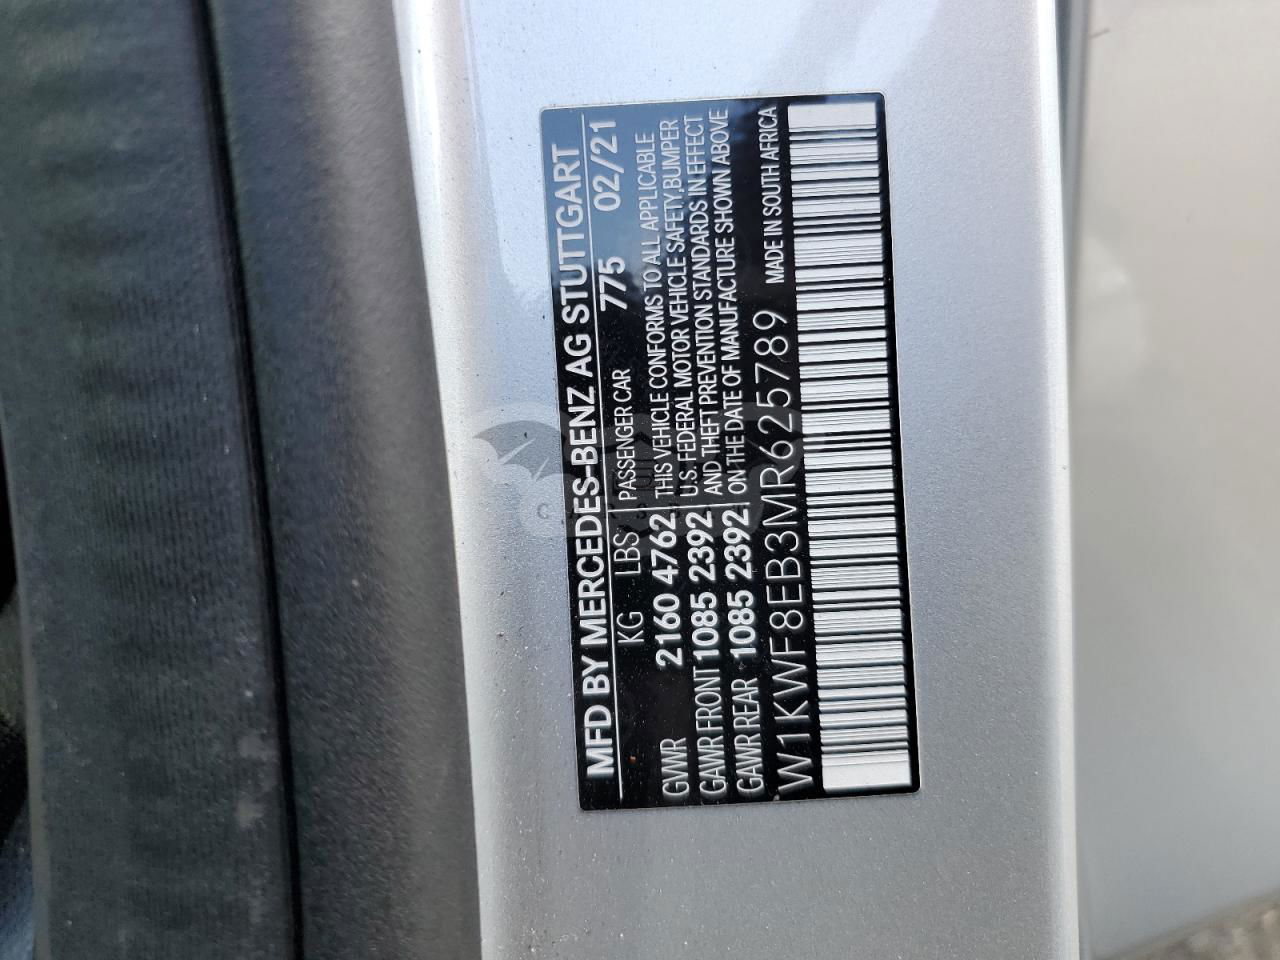 MFD BY MERCEDES-BENZ AG STUTTGART
KG LBS PASSENGER CAR 775 02/21
GVWR 2160 4762 THIS VEHICLE CONFORMS TO ALL APPLICABLE
U.S. FEDERAL MOTOR VEHICLE SAFETY, BUMPER
GAWR FRONT 1085 2392 AND THEFT PREVENTION STANDARDS IN EFFECT
GAWR REAR 1085 2392 ON THE DATE OF MANUFACTURE SHOWN ABOVE
W1KWF8EB3MR625789 MADE IN SOUTH AFRICA